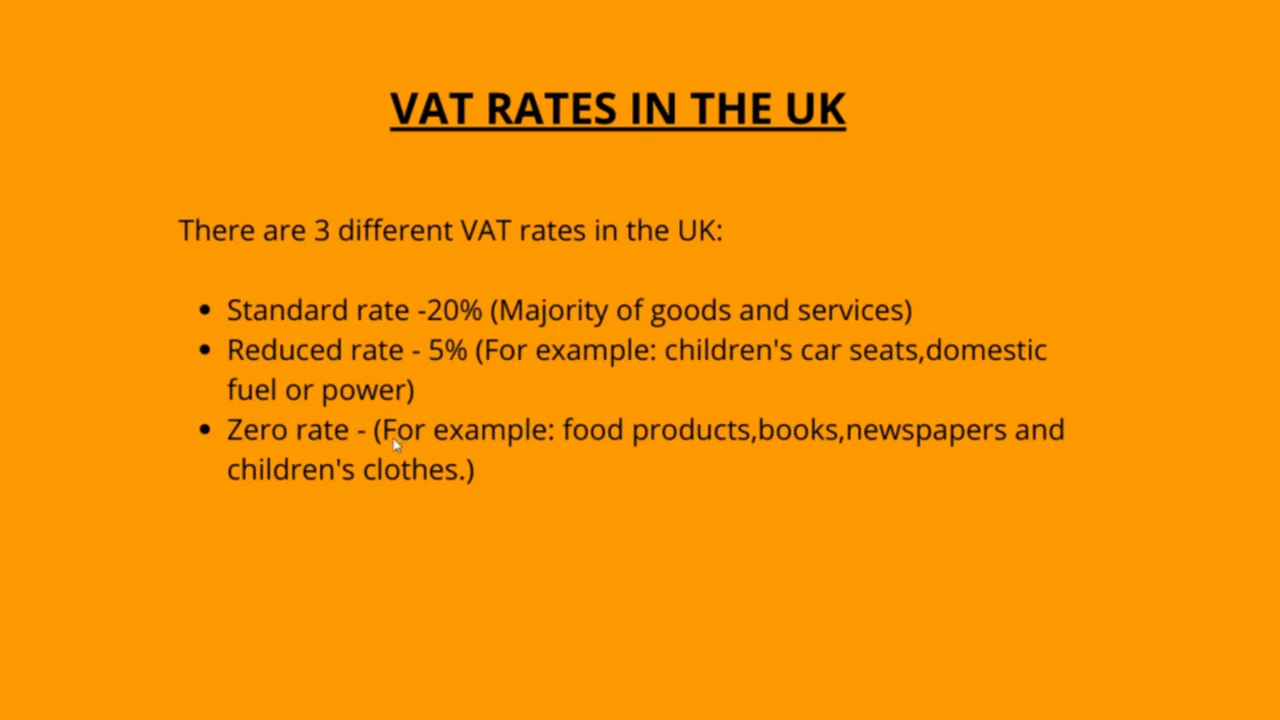 VAT RATES IN THE UK
There are 3 different VAT rates in the UK:
• Standard rate -20% (Majority of goods and services)
• Reduced rate - 5% (For example: children's car seats,domestic
fuel or power)
• Zero rate - (For example: food products,books,newspapers and
children's clothes.)